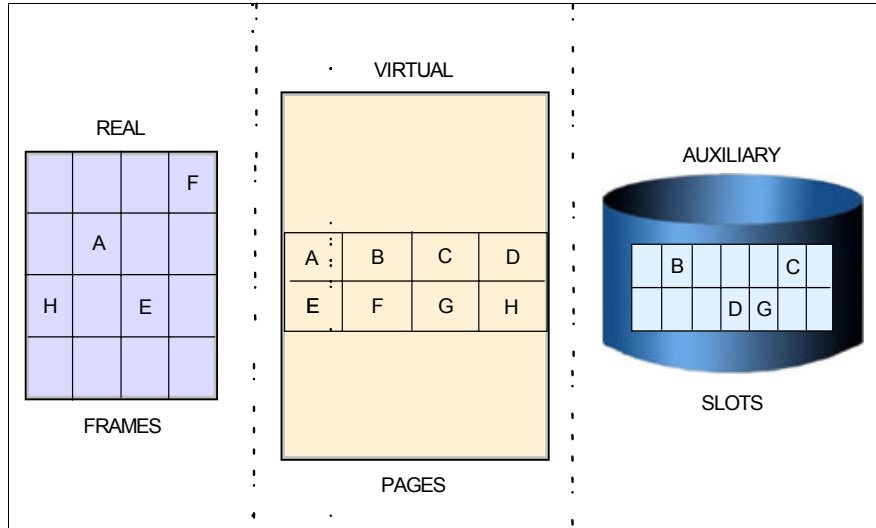 REAL
F
A
H E
FRAMES
VIRTUAL
A B C D
E F G H
PAGES
AUXILIARY
B C
D G
SLOTS